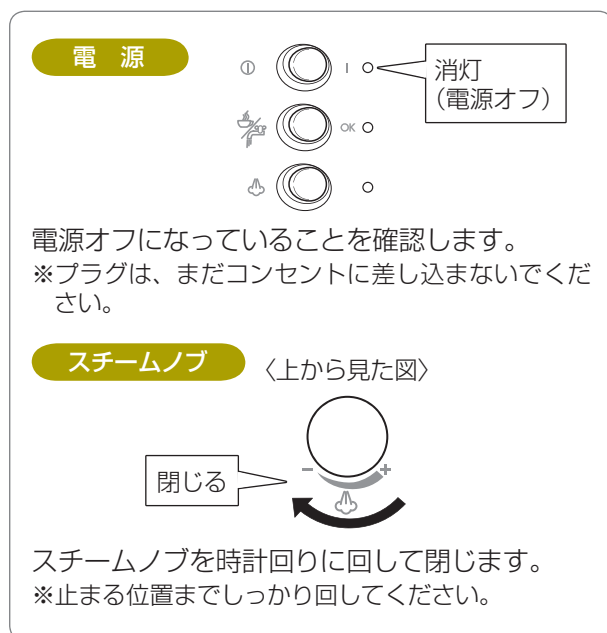 電 源
I
消灯
（電源オフ）
OK
電源オフになっていることを確認します。
※プラグは、まだコンセントに差し込まないでくだ
さい。
スチームノブ
〈上から見た図〉
閉じる
− +
スチームノブを時計回りに回して閉じます。
※止まる位置までしっかり回してください。